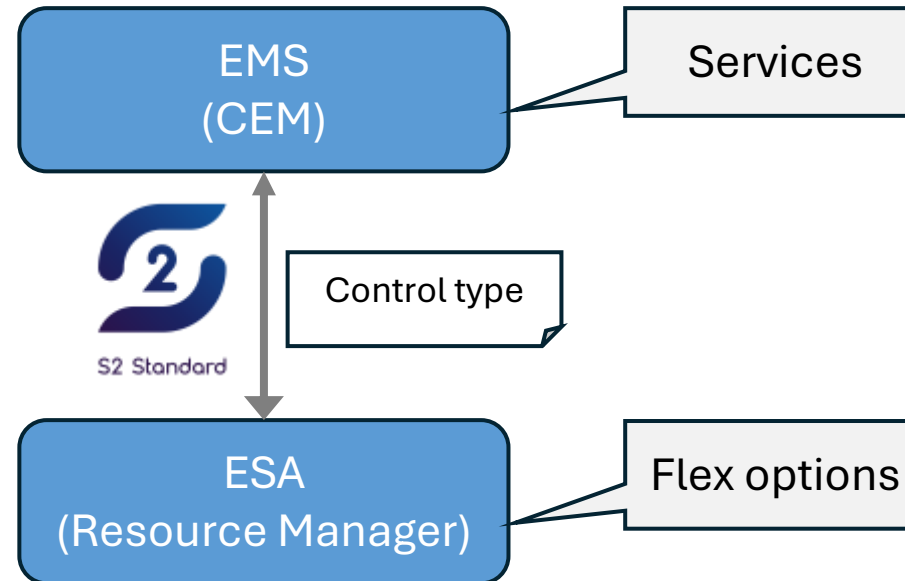 EMS
(CEM)
Services
2
S2 Standard
Control type
ESA
(Resource Manager)
Flex options